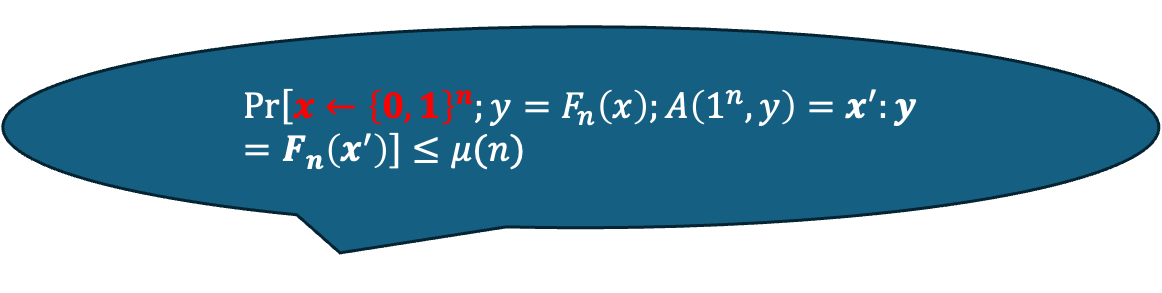 Pr[𝒙 ← {𝟎, 𝟏}ⁿ; 𝑦 = 𝐹ₙ(𝑥); 𝐴(1ⁿ, 𝑦) = 𝒙′: 𝒚
= 𝑭ₙ(𝒙′)] ≤ 𝜇(𝑛)